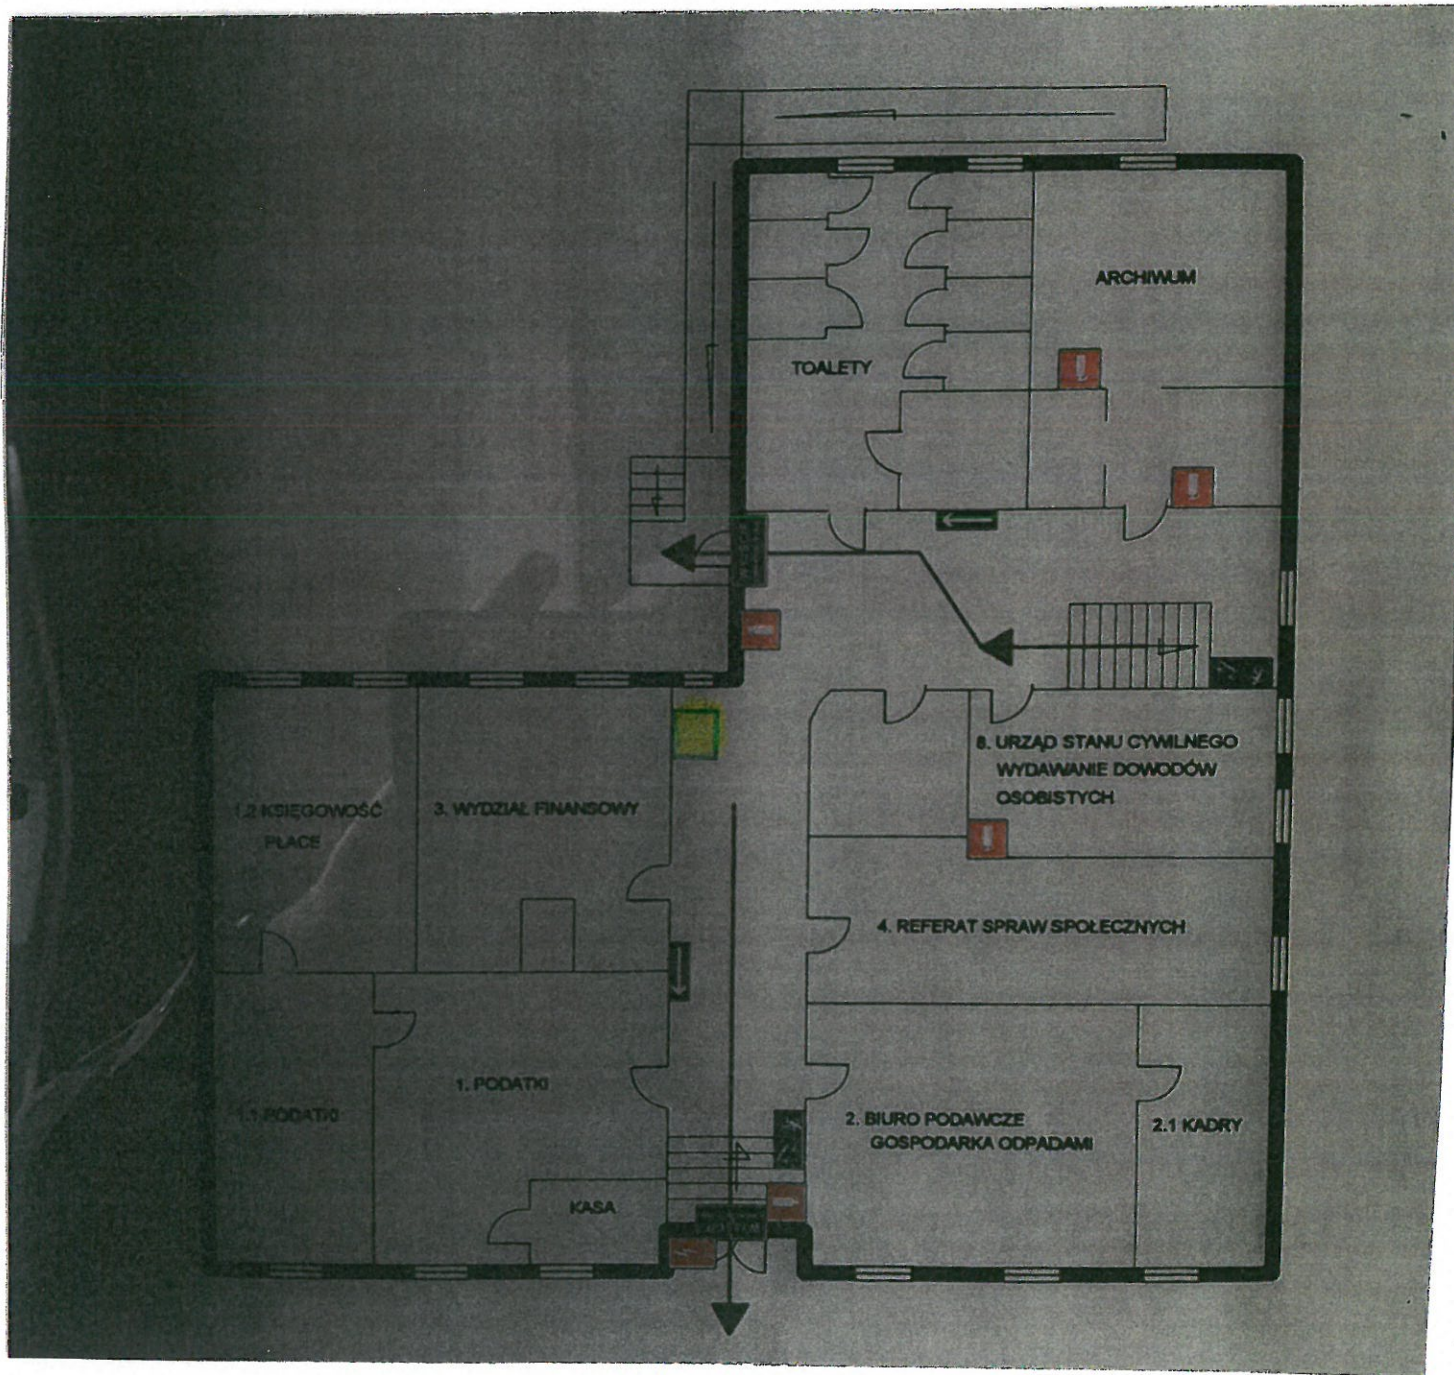 ARCHIWUM
TOALETY
8. URZĄD STANU CYWILNEGO
WYDAWANIE DOWODÓW
OSOBISTYCH
1.2 KSIĘGOWOŚĆ
PŁACE
3. WYDZIAŁ FINANSOWY
4. REFERAT SPRAW SPOŁECZNYCH
1. PODATKI
1.1 PODATKI
2. BIURO PODAWCZE
GOSPODARKA ODPADAMI
2.1 KADRY
KASA